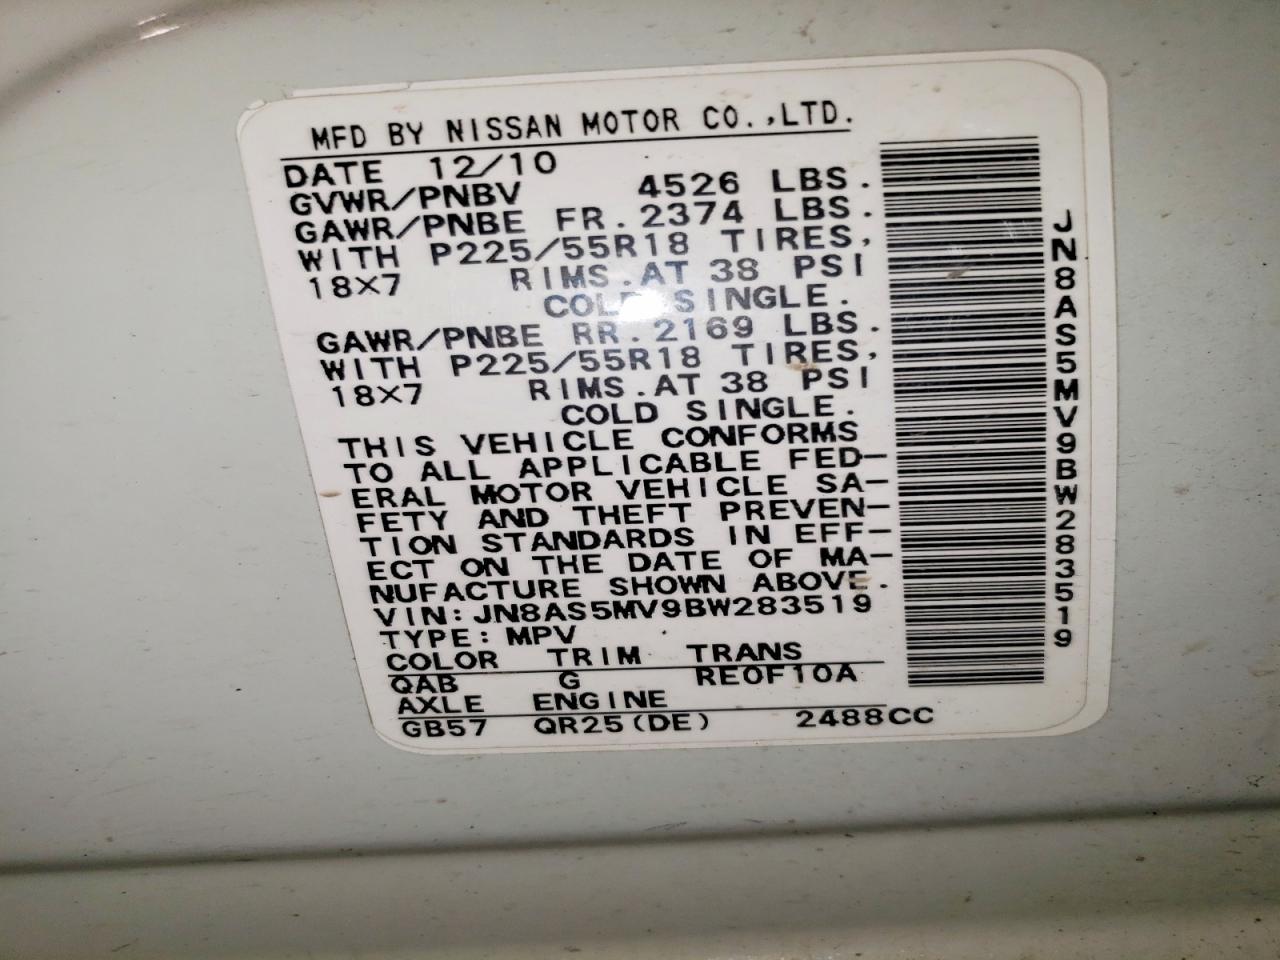 MFD BY NISSAN MOTOR CO.,LTD.
DATE 12/10
GVWR/PNBV 4526 LBS.
GAWR/PNBE FR. 2374 LBS.
WITH P225/55R18 TIRES,
18X7 RIMS. AT 38 PSI
COLD SINGLE.
GAWR/PNBE RR. 2169 LBS.
WITH P225/55R18 TIRES,
18X7 RIMS. AT 38 PSI
COLD SINGLE.
THIS VEHICLE CONFORMS
TO ALL APPLICABLE FED-
ERAL MOTOR VEHICLE SA-
FETY AND THEFT PREVEN-
TION STANDARDS IN EFF-
ECT ON THE DATE OF MA-
NUFACTURE SHOWN ABOVE.
VIN: JN8AS5MV9BW283519
TYPE: MPV
COLOR TRIM TRANS
QAB G RE0F10A
AXLE ENGINE
GB57 QR25(DE) 2488CC
JN8AS5MV9BW283519